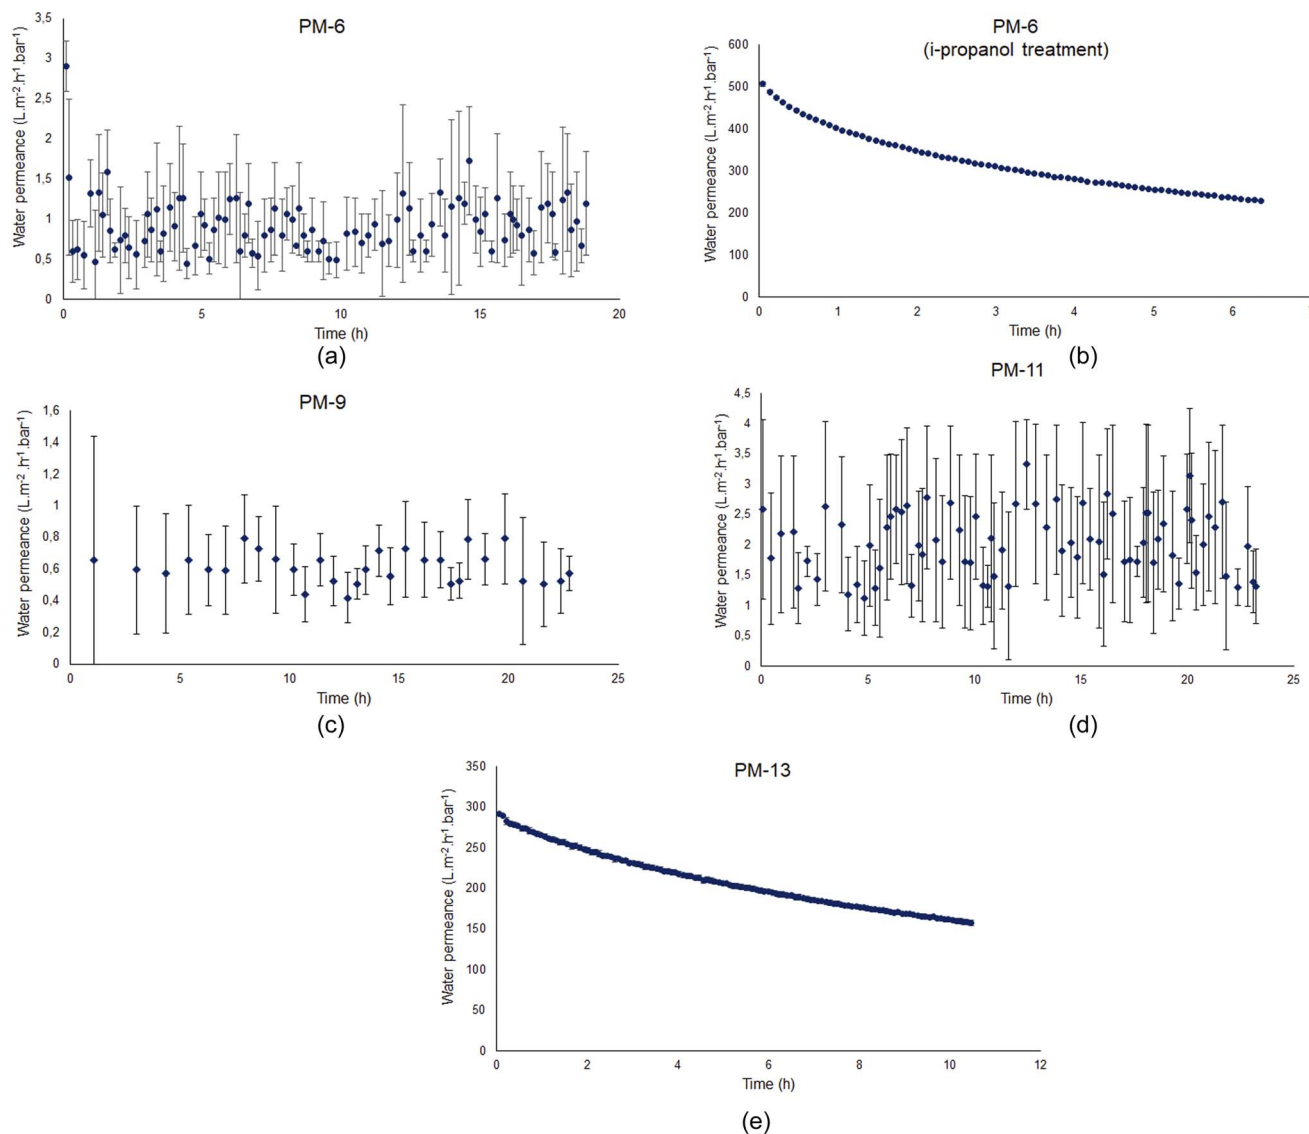 PM-6
Water permeance (L.m-2.h-1.bar-1)
3,5
3
2,5
2
1,5
1
0,5
0
0 5 10 15 20
Time (h)
(a)
PM-6
(i-propanol treatment)
Water permeance (L.m-2.h-1.bar-1)
600
500
400
300
200
100
0
0 1 2 3 4 5 6
Time (h)
(b)
PM-9
Water permeance (L.m-2.h-1.bar-1)
1,6
1,4
1,2
1
0,8
0,6
0,4
0,2
0
0 5 10 15 20 25
Time (h)
(c)
PM-11
Water permeance (L.m-2.h-1.bar-1)
4,5
4
3,5
3
2,5
2
1,5
1
0,5
0
0 5 10 15 20 25
Time (h)
(d)
PM-13
Water permeance (L.m-2.h-1.bar-1)
350
300
250
200
150
100
50
0
0 2 4 6 8 10 12
Time (h)
(e)